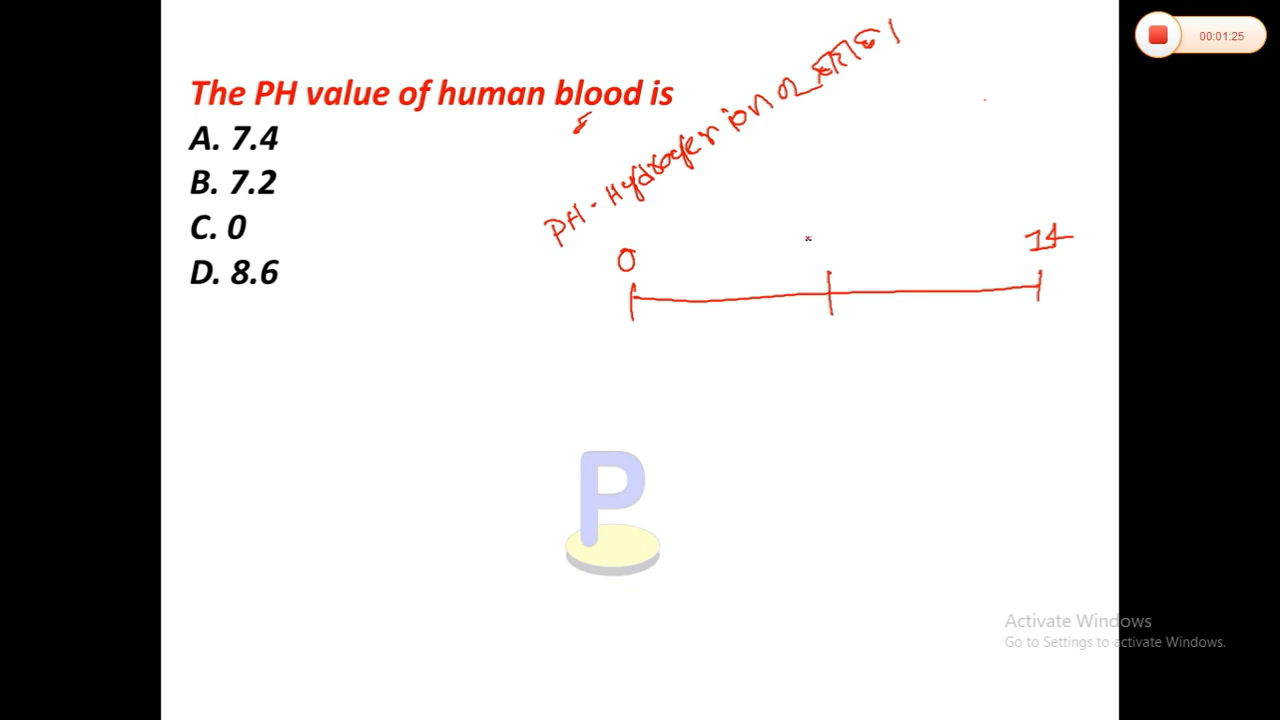 The PH value of human blood is
A. 7.4
B. 7.2
C. 0
D. 8.6
PH - Hydrogen ion
0
14
P
00:01:25
Activate Windows
Go to Settings to activate Windows.